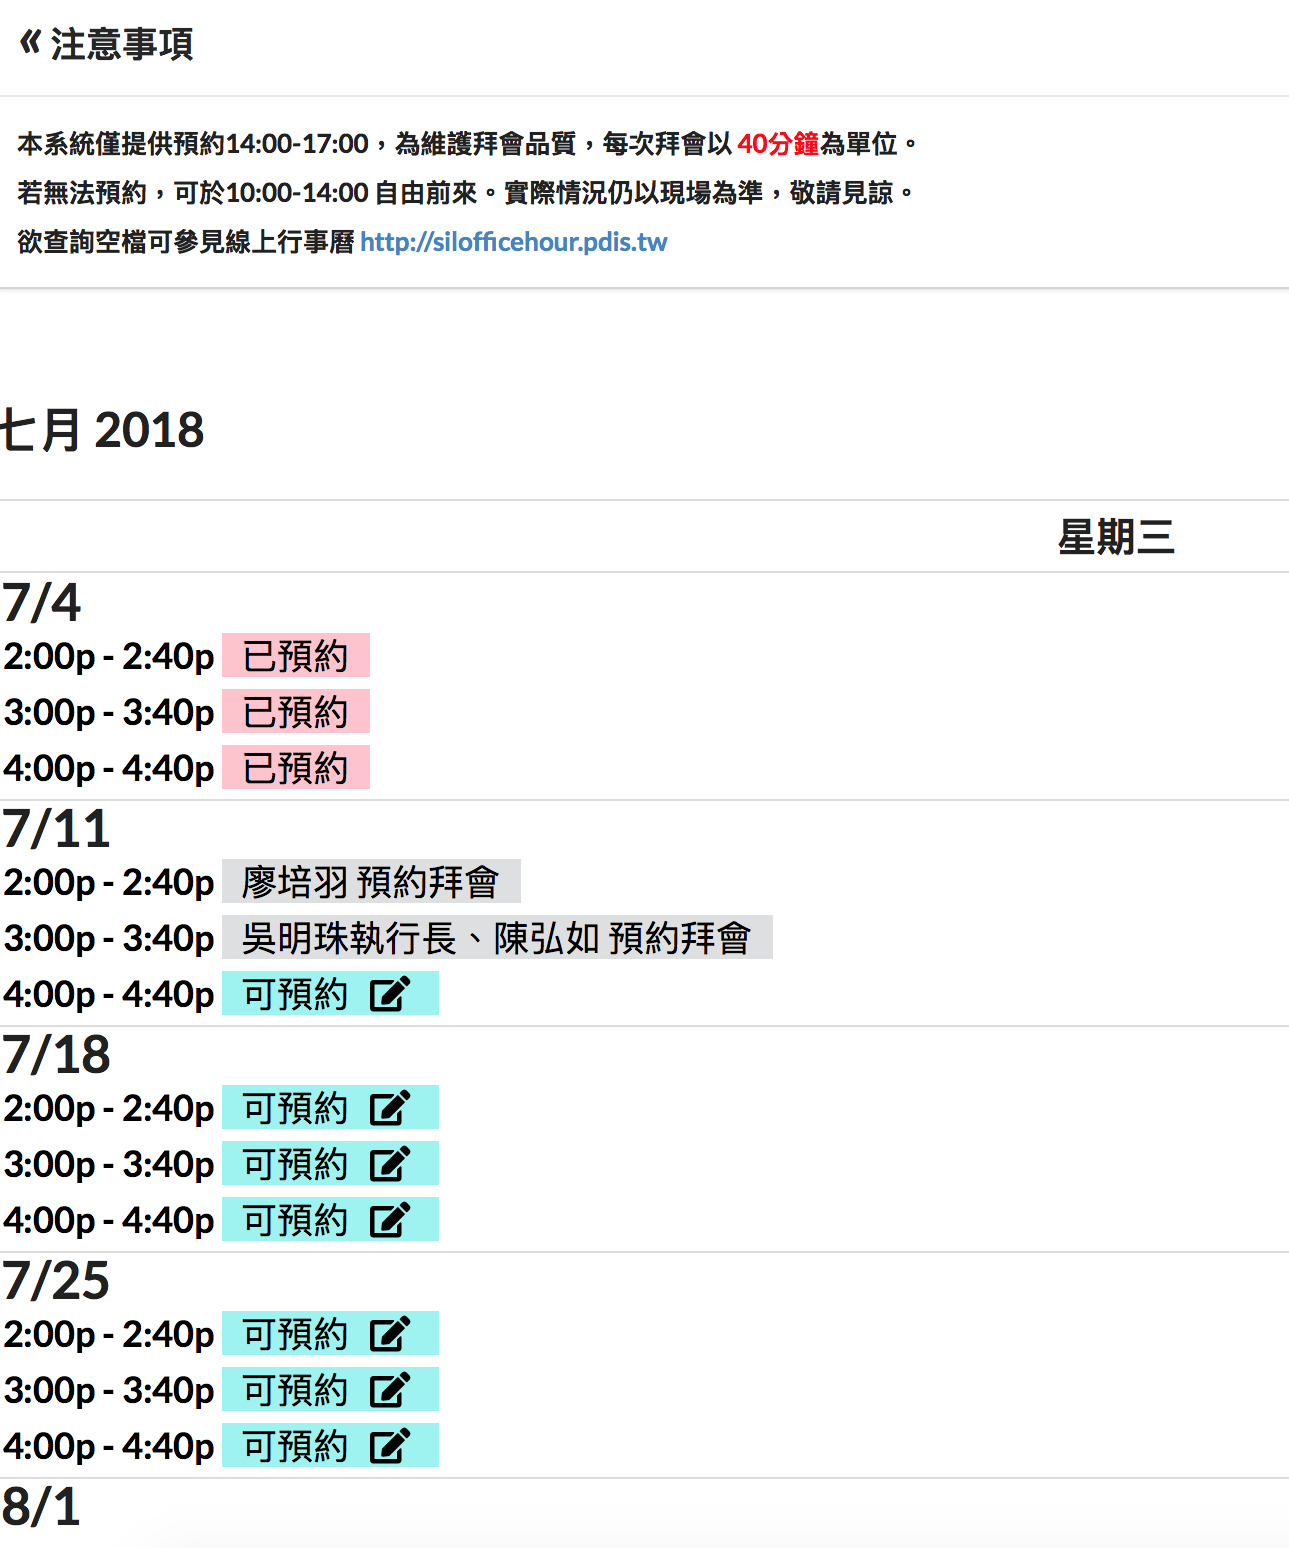 « 注意事項
本系統僅提供預約14:00-17:00，為維護拜會品質，每次拜會以 40分鐘為單位。
若無法預約，可於10:00-14:00 自由前來。實際情況仍以現場為準，敬請見諒。
欲查詢空檔可參見線上行事曆 http://silofficehour.pdis.tw
七月 2018
星期三
7/4
2:00p - 2:40p 已預約
3:00p - 3:40p 已預約
4:00p - 4:40p 已預約
7/11
2:00p - 2:40p 廖培羽 預約拜會
3:00p - 3:40p 吳明珠執行長、陳弘如 預約拜會
4:00p - 4:40p 可預約
7/18
2:00p - 2:40p 可預約
3:00p - 3:40p 可預約
4:00p - 4:40p 可預約
7/25
2:00p - 2:40p 可預約
3:00p - 3:40p 可預約
4:00p - 4:40p 可預約
8/1